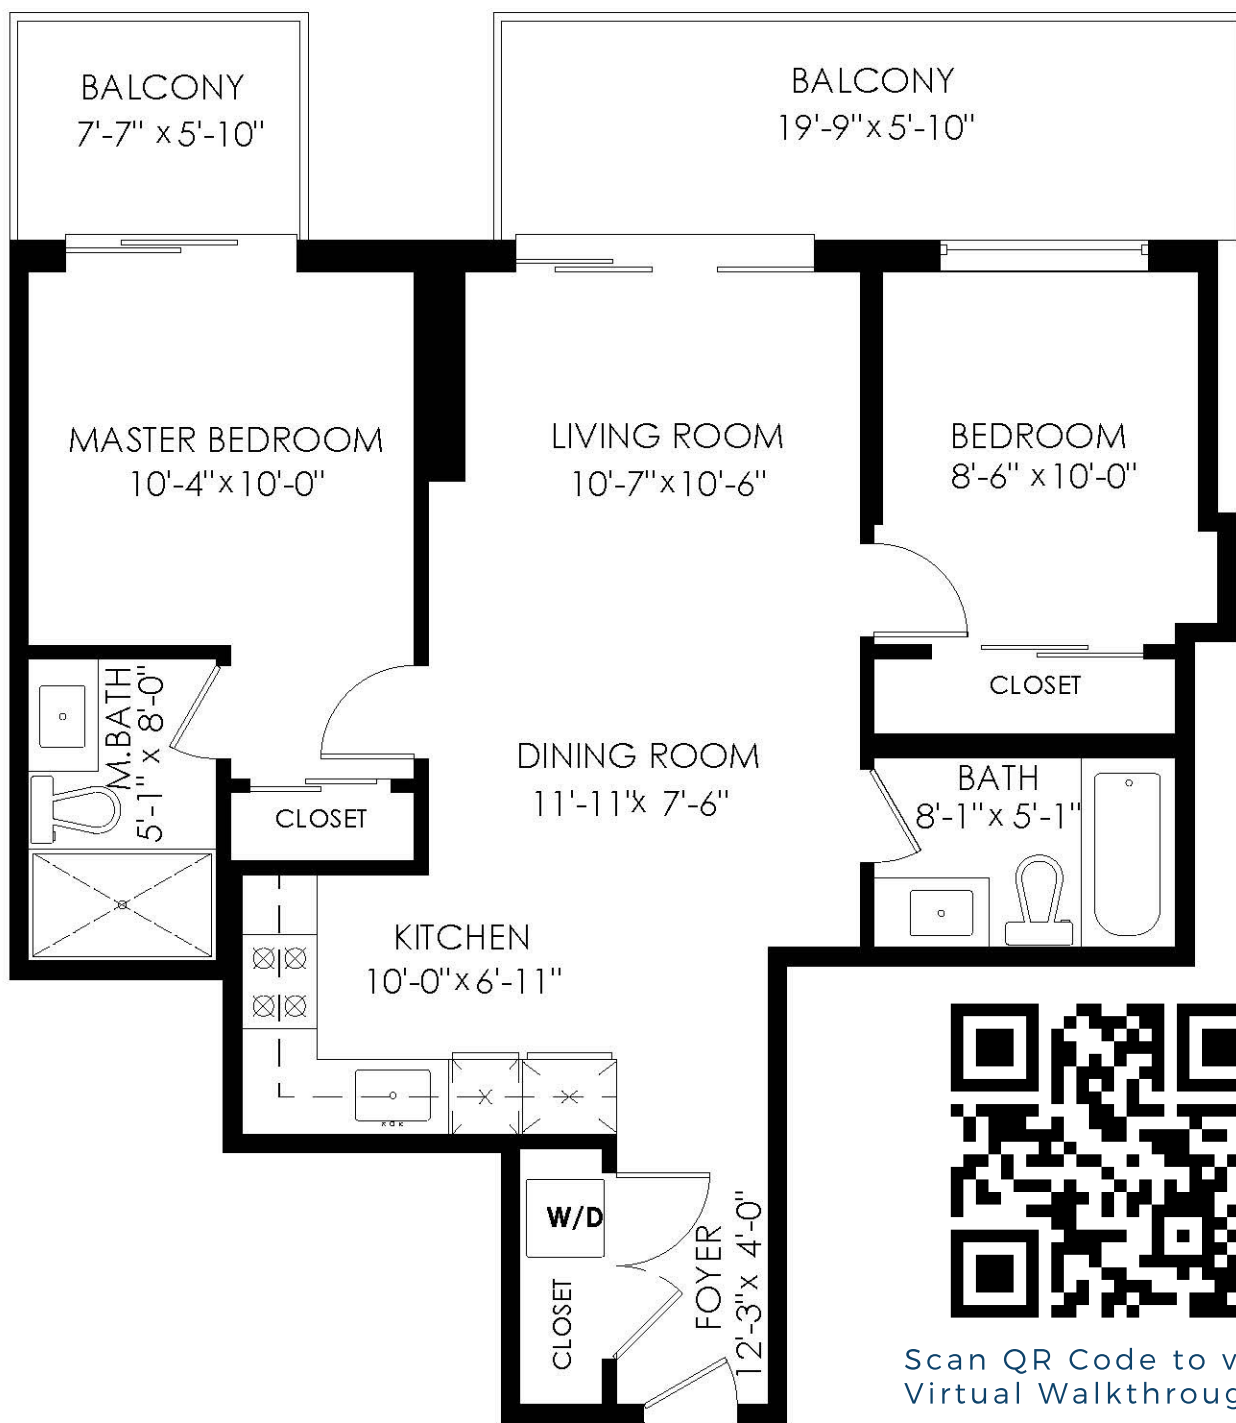 BALCONY
7'-7" x 5'-10"
BALCONY
19'-9" x 5'-10"
MASTER BEDROOM
10'-4" x 10'-0"
LIVING ROOM
10'-7" x 10'-6"
BEDROOM
8'-6" x 10'-0"
M.BATH
5'-1" x 8'-0"
CLOSET
DINING ROOM
11'-11" x 7'-6"
CLOSET
BATH
8'-1" x 5'-1"
KITCHEN
10'-0" x 6'-11"
W/D
CLOSET
FOYER
12'-3" x 4'-0"
Scan QR Code to v
Virtual Walkthroug